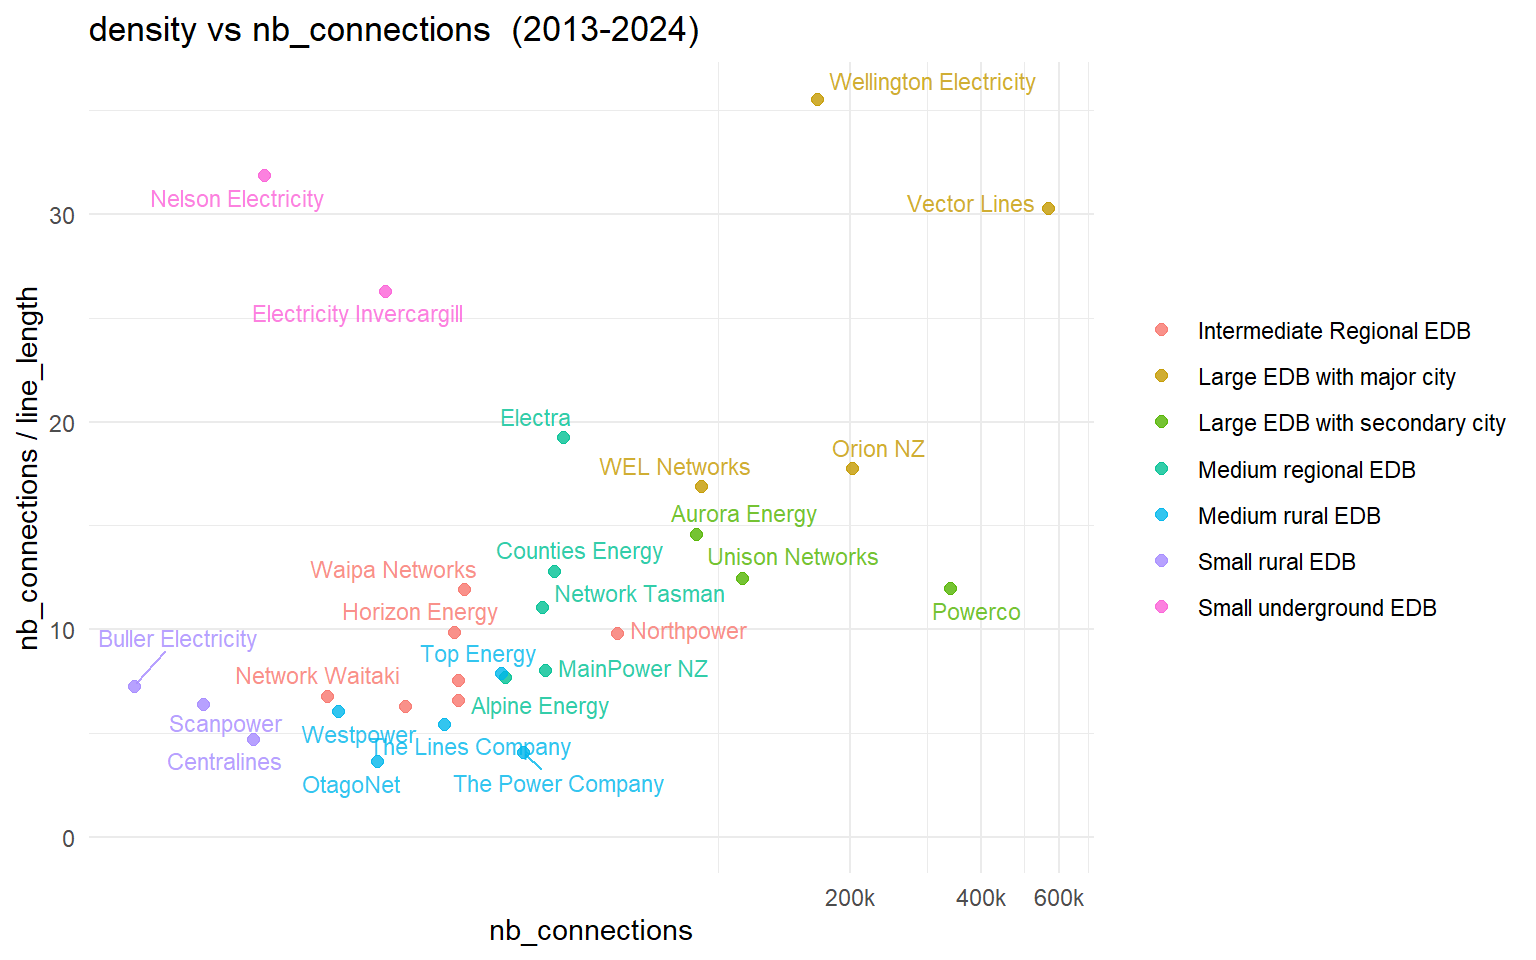 density vs nb_connections  (2013-2024)
Wellington Electricity
Nelson Electricity
Vector Lines
30
Electricity Invercargill
Electra
20
Orion NZ
WEL Networks
Aurora Energy
Counties Energy
Unison Networks
Waipa Networks
Network Tasman
Horizon Energy
Powerco
10
Northpower
Buller Electricity
Top Energy
MainPower NZ
Network Waitaki
Alpine Energy
Scanpower
Westpower
The Lines Company
Centralines
OtagoNet
The Power Company
0
200k
400k
600k
nb_connections
nb_connections / line_length
Intermediate Regional EDB
Large EDB with major city
Large EDB with secondary city
Medium regional EDB
Medium rural EDB
Small rural EDB
Small underground EDB